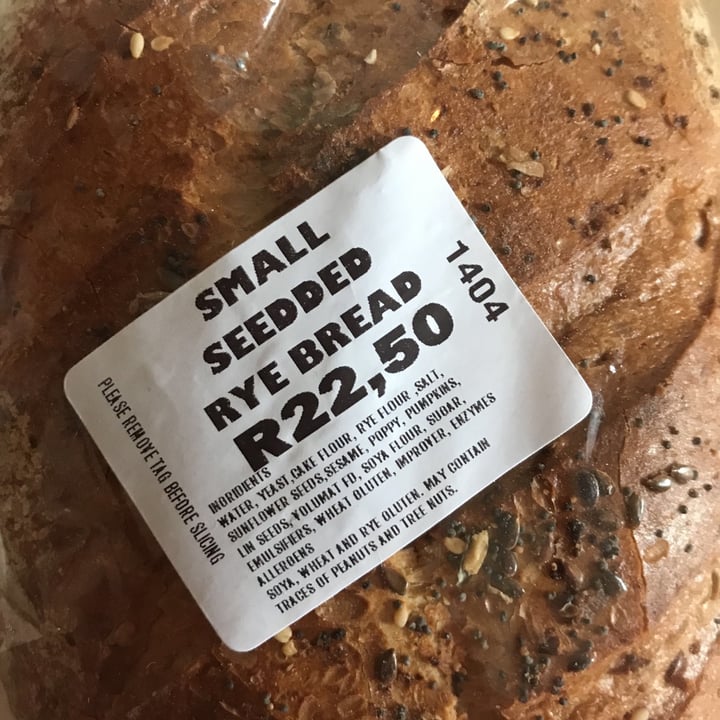 SMALL
SEEDDED
RYE BREAD
R22,50
1404
INGRIDIENTS
WATER, YEAST,CAKE FLOUR, RYE FLOUR ,SALT,
SUNFLOWER SEEDS,SESAME, POPPY, PUMPKINS,
LIN SEEDS,VOLUMAT FD, SOYA FLOUR, SUGAR,
EMULSIFIERS, WHEAT GLUTEN, IMPROVER, ENZYMES
ALLERGENS
SOYA, WHEAT AND RYE GLUTEN. MAY CONTAIN
TRACES OF PEANUTS AND TREE NUTS.
PLEASE REMOVE TAG BEFORE SLICING